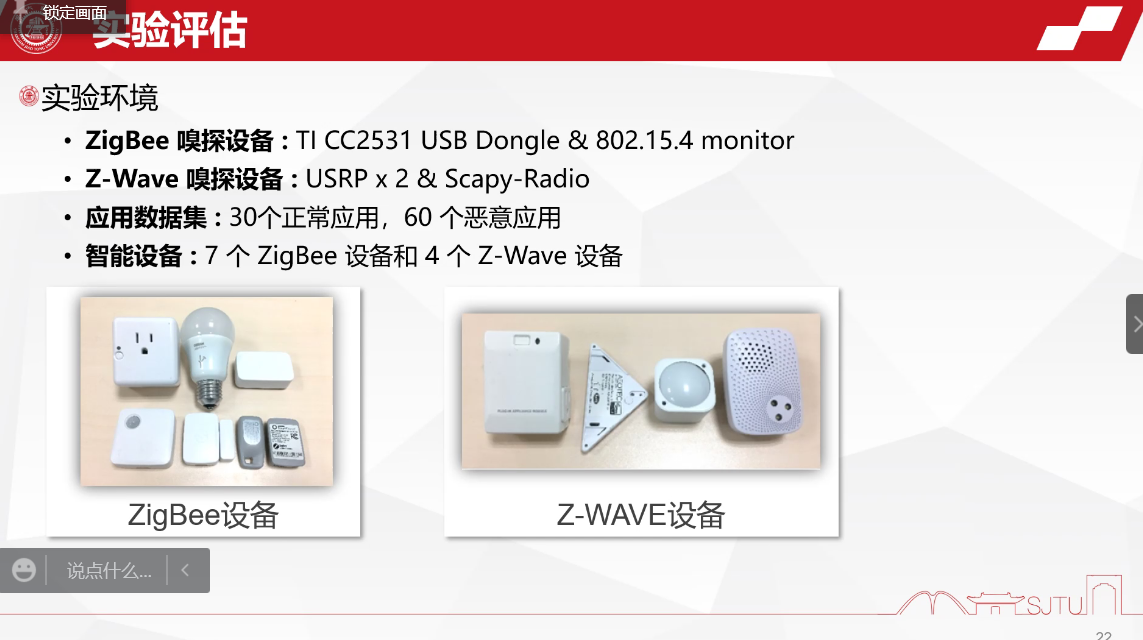 锁定画面
实验评估
实验环境
• ZigBee 嗅探设备：TI CC2531 USB Dongle & 802.15.4 monitor
• Z-Wave 嗅探设备：USRP x 2 & Scapy-Radio
• 应用数据集：30个正常应用，60 个恶意应用
• 智能设备：7 个 ZigBee 设备和 4 个 Z-Wave 设备
ZigBee设备
Z-WAVE设备
说点什么...
SJTU
22